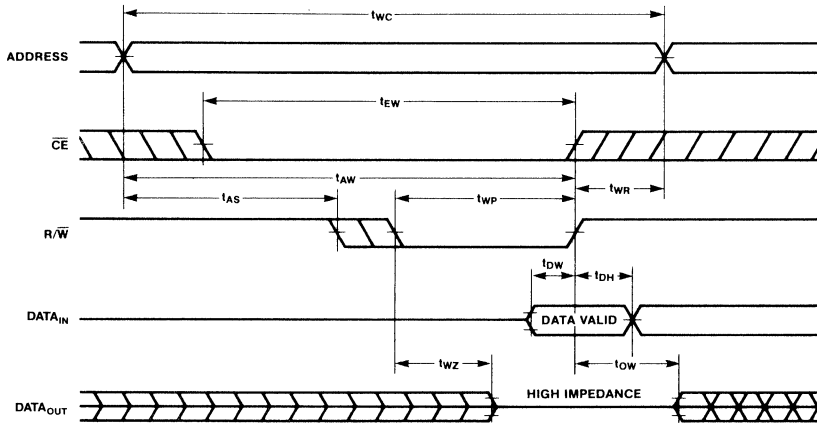 tWC
ADDRESS
tEW
CE
tAW
tAS
tWP
tWR
R/W
tDW
tDH
DATAIN
DATA VALID
tWZ
tOW
HIGH IMPEDANCE
DATAOUT